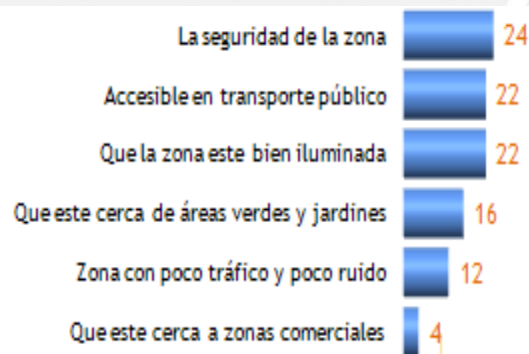 La seguridad de la zona 24
Accesible en transporte público 22
Que la zona este bien iluminada 22
Que este cerca de áreas verdes y jardines 16
Zona con poco tráfico y poco ruido 12
Que este cerca a zonas comerciales 4